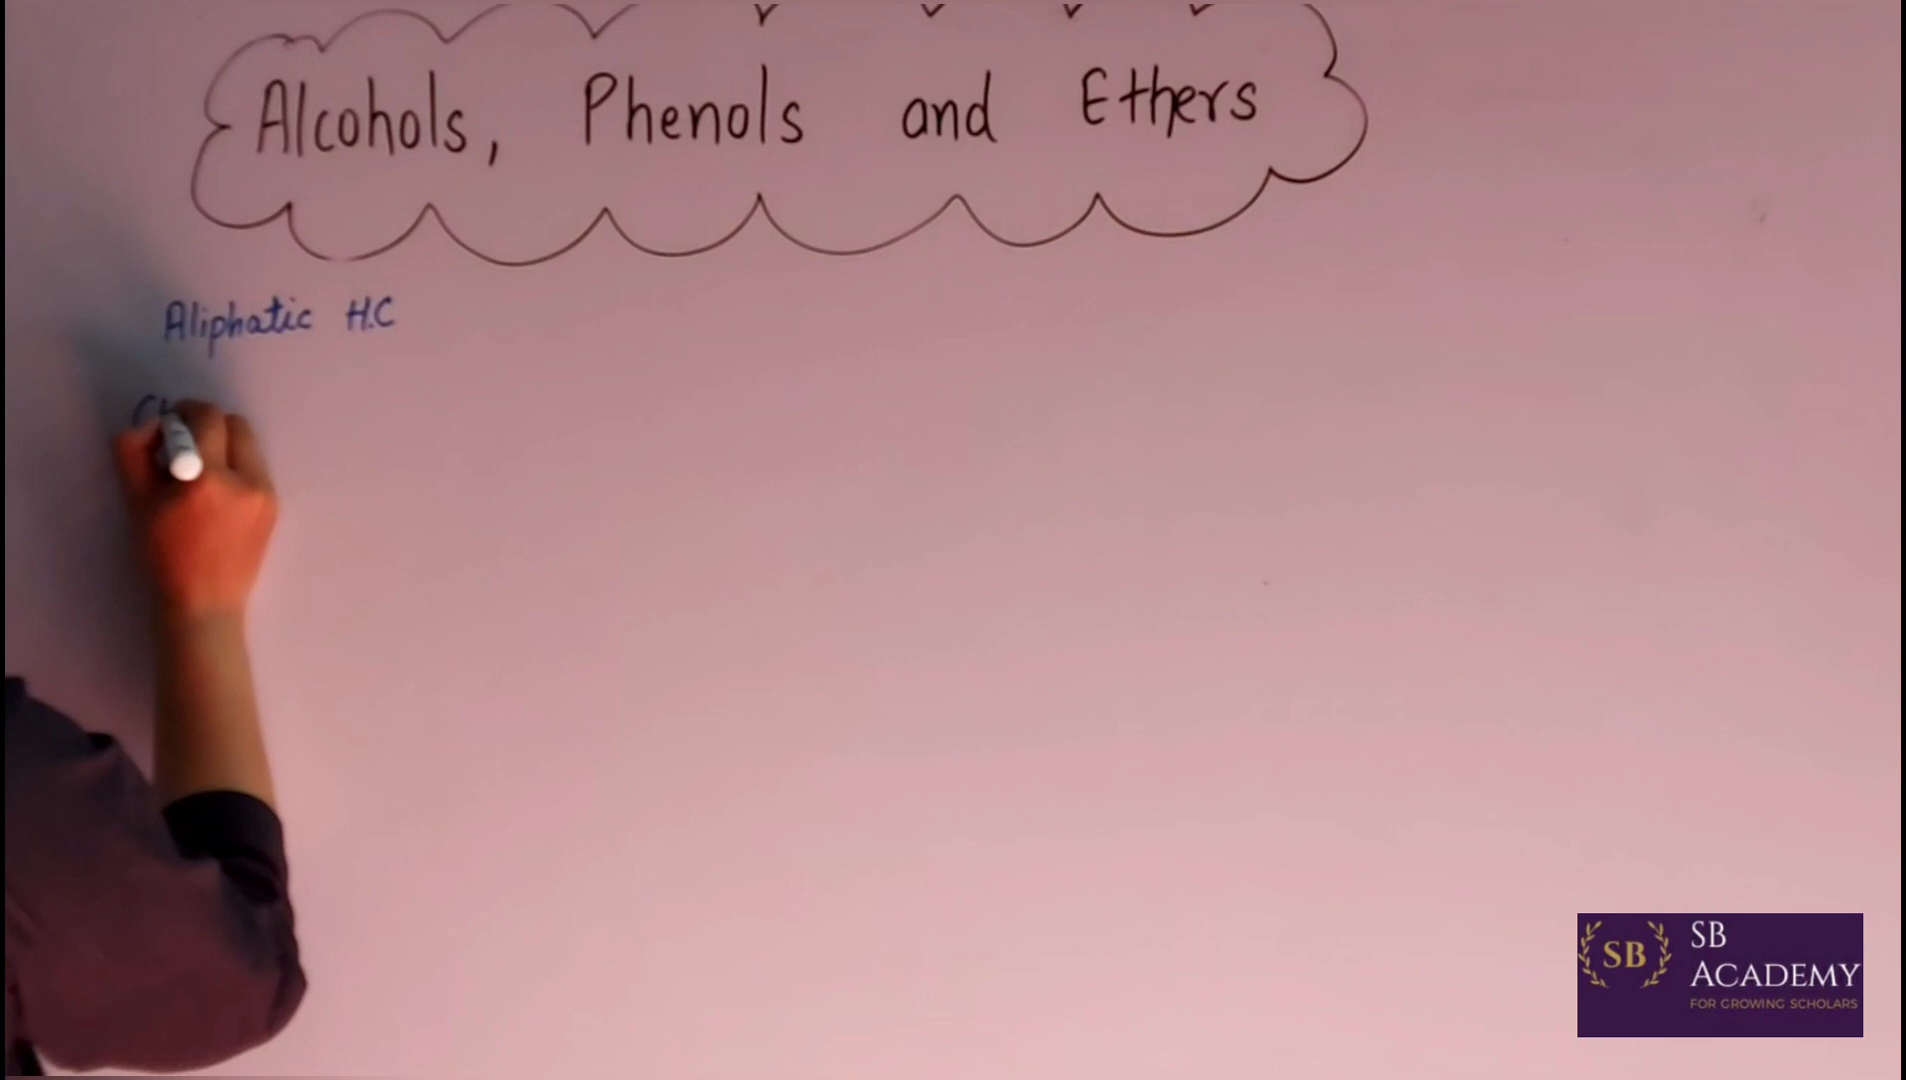 Alcohols, Phenols and Ethers
Aliphatic H.C
SB
SB
ACADEMY
FOR GROWING SCHOLARS